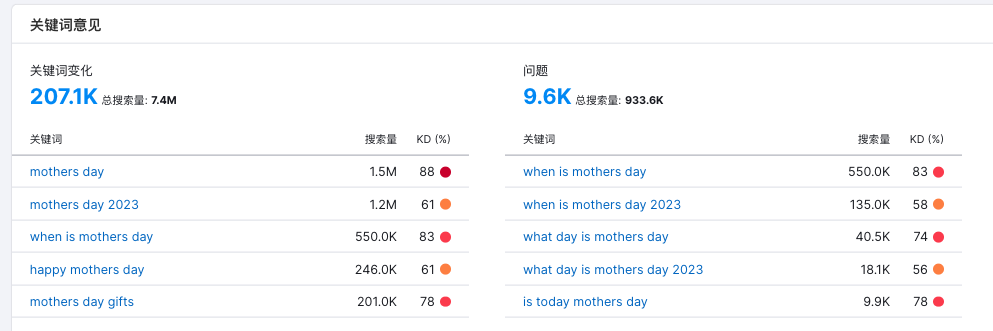 关键词意见
关键词变化
207.1K 总搜索量: 7.4M
关键词 搜索量 KD (%)
mothers day 1.5M 88
mothers day 2023 1.2M 61
when is mothers day 550.0K 83
happy mothers day 246.0K 61
mothers day gifts 201.0K 78
问题
9.6K 总搜索量: 933.6K
关键词 搜索量 KD (%)
when is mothers day 550.0K 83
when is mothers day 2023 135.0K 58
what day is mothers day 40.5K 74
what day is mothers day 2023 18.1K 56
is today mothers day 9.9K 78